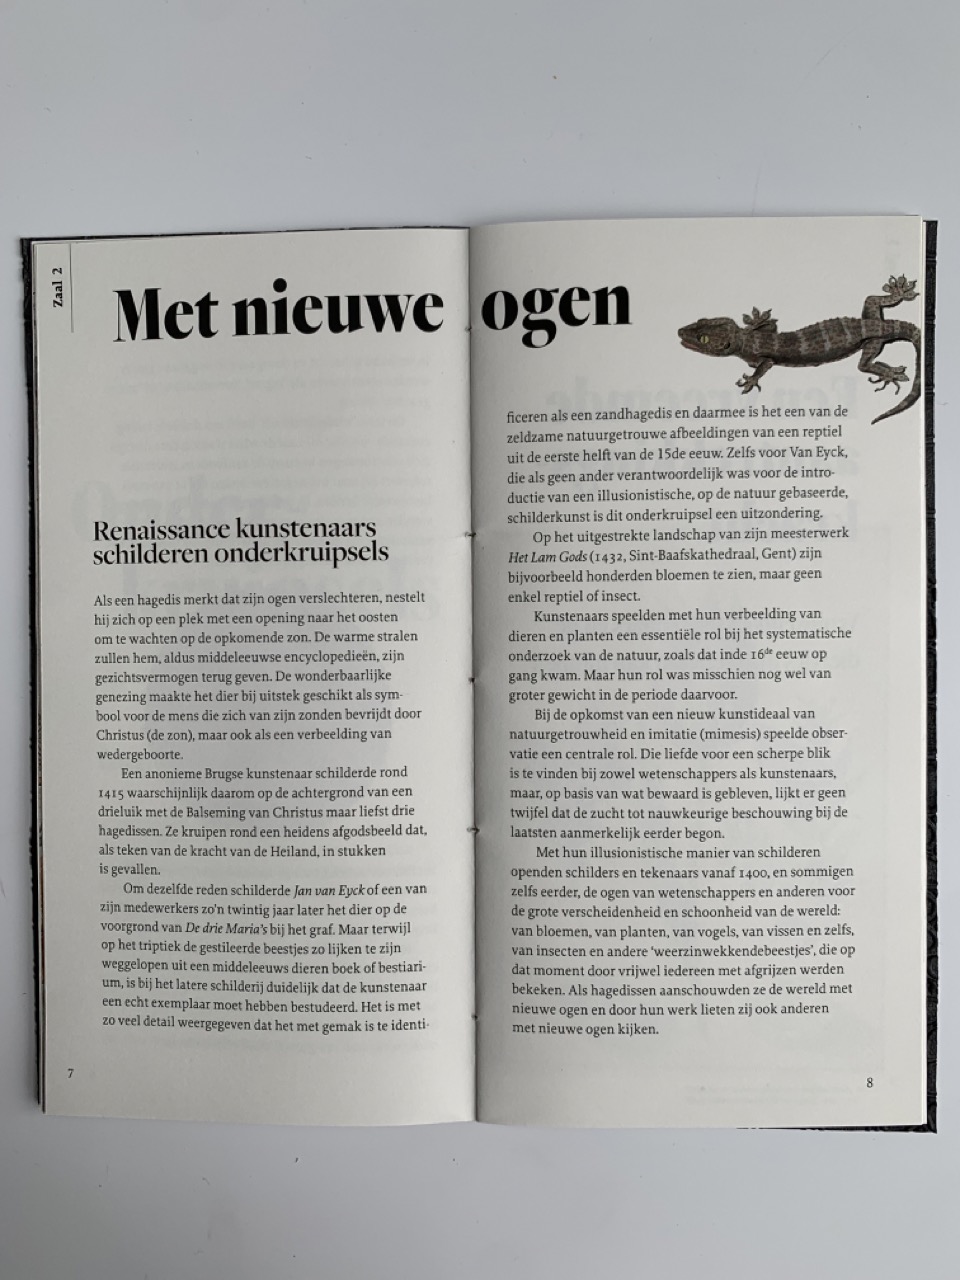 Zaal 2
Met nieuwe ogen
Renaissance kunstenaars
schilderen onderkruipsels
Als een hagedis merkt dat zijn ogen verslechteren, nestelt
hij zich op een plek met een opening naar het oosten
om te wachten op de opkomende zon. De warme stralen
zullen hem, aldus middeleeuwse encyclopedieën, zijn
gezichtsvermogen terug geven. De wonderbaarlijke
genezing maakte het dier bij uitstek geschikt als sym-
bool voor de mens die zich van zijn zonden bevrijdt door
Christus (de zon), maar ook als een verbeelding van
wedergeboorte.
Een anonieme Brugse kunstenaar schilderde rond
1415 waarschijnlijk daarom op de achtergrond van een
drieluik met de Balseming van Christus maar liefst drie
hagedissen. Ze kruipen rond een heidens afgodsbeeld dat,
als teken van de kracht van de Heiland, in stukken
is gevallen.
Om dezelfde reden schilderde Jan van Eyck of een van
zijn medewerkers zo'n twintig jaar later het dier op de
voorgrond van De drie Maria's bij het graf. Maar terwijl
op het triptiek de gestileerde beestjes zo lijken te zijn
weggelopen uit een middeleeuws dieren boek of bestiari-
um, is bij het latere schilderij duidelijk dat de kunstenaar
een echt exemplaar moet hebben bestudeerd. Het is met
zo veel detail weergegeven dat het met gemak is te identi-
7
ficeren als een zandhagedis en daarmee is het een van de
zeldzame natuurgetrouwe afbeeldingen van een reptiel
uit de eerste helft van de 15de eeuw. Zelfs voor Van Eyck,
die als geen ander verantwoordelijk was voor de intro-
ductie van een illusionistische, op de natuur gebaseerde,
schilderkunst is dit onderkruipsel een uitzondering.
Op het uitgestrekte landschap van zijn meesterwerk
Het Lam Gods (1432, Sint-Baafskathedraal, Gent) zijn
bijvoorbeeld honderden bloemen te zien, maar geen
enkel reptiel of insect.
Kunstenaars speelden met hun verbeelding van
dieren en planten een essentiële rol bij het systematische
onderzoek van de natuur, zoals dat inde 16de eeuw op
gang kwam. Maar hun rol was misschien nog wel van
groter gewicht in de periode daarvoor.
Bij de opkomst van een nieuw kunstideaal van
natuurgetrouwheid en imitatie (mimesis) speelde obser-
vatie een centrale rol. Die liefde voor een scherpe blik
is te vinden bij zowel wetenschappers als kunstenaars,
maar, op basis van wat bewaard is gebleven, lijkt er geen
twijfel dat de zucht tot nauwkeurige beschouwing bij de
laatsten aanmerkelijk eerder begon.
Met hun illusionistische manier van schilderen
openden schilders en tekenaars vanaf 1400, en sommigen
zelfs eerder, de ogen van wetenschappers en anderen voor
de grote verscheidenheid en schoonheid van de wereld:
van bloemen, van planten, van vogels, van vissen en zelfs,
van insecten en andere ‘weerzinwekkendebeestjes’, die op
dat moment door vrijwel iedereen met afgrijzen werden
bekeken. Als hagedissen aanschouwden ze de wereld met
nieuwe ogen en door hun werk lieten zij ook anderen
met nieuwe ogen kijken.
8